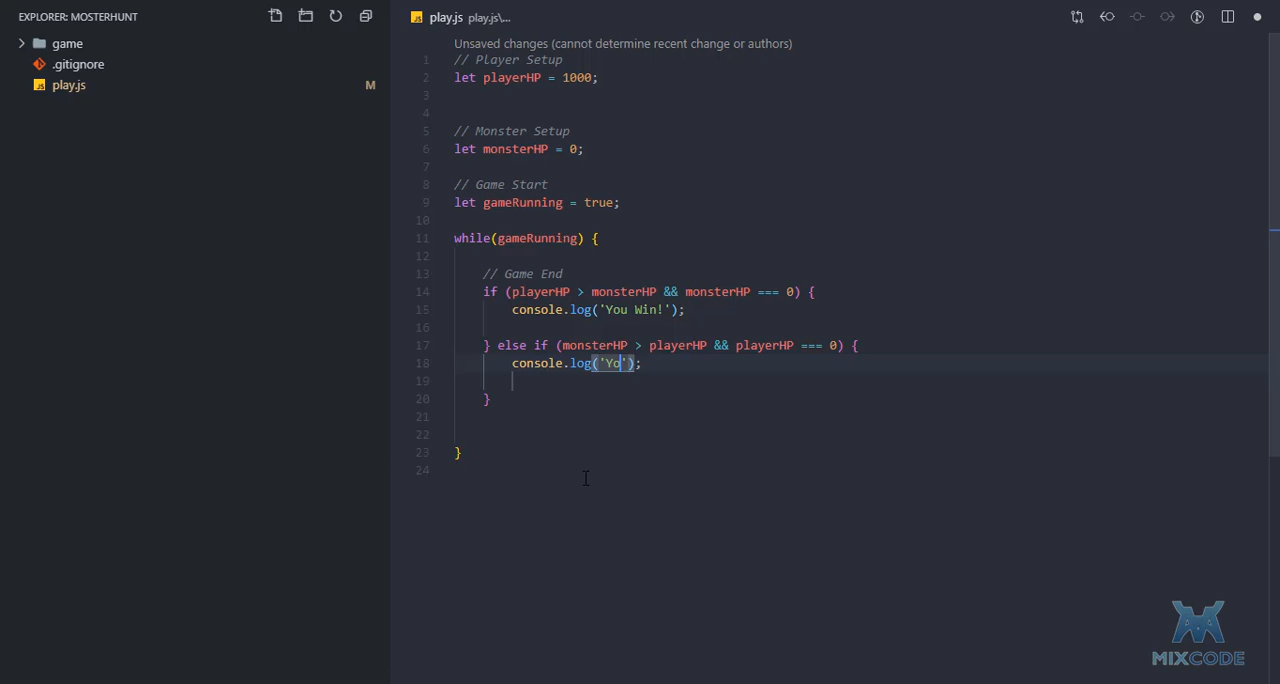 EXPLORER: MOSTERHUNT
game
.gitignore
play.js M
play.js play.js\...
Unsaved changes (cannot determine recent change or authors)
1 // Player Setup
2 let playerHP = 1000;
3
4
5 // Monster Setup
6 let monsterHP = 0;
7
8 // Game Start
9 let gameRunning = true;
10
11 while(gameRunning) {
12
13 // Game End
14 if (playerHP > monsterHP && monsterHP === 0) {
15 console.log('You Win!');
16
17 } else if (monsterHP > playerHP && playerHP === 0) {
18 console.log('Yo');
19
20 }
21
22
23 }
24
MIXCODE